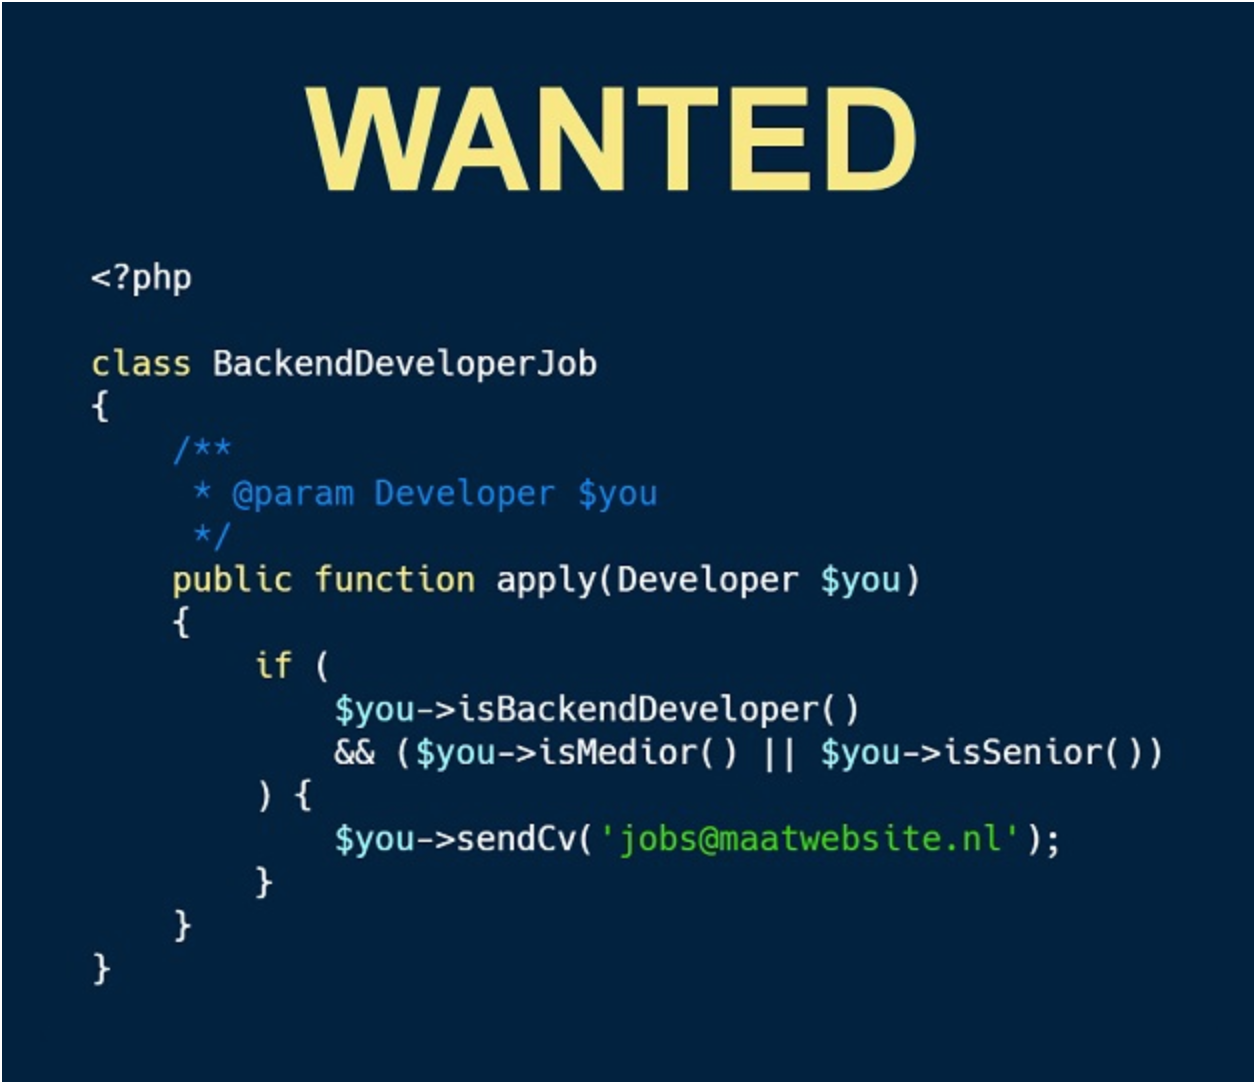 WANTED
<?php
class BackendDeveloperJob
{
/**
* @param Developer $you
*/
public function apply(Developer $you)
{
if (
$you->isBackendDeveloper()
&& ($you->isMedior() || $you->isSenior())
) {
$you->sendCv('jobs@maatwebsite.nl');
}
}
}